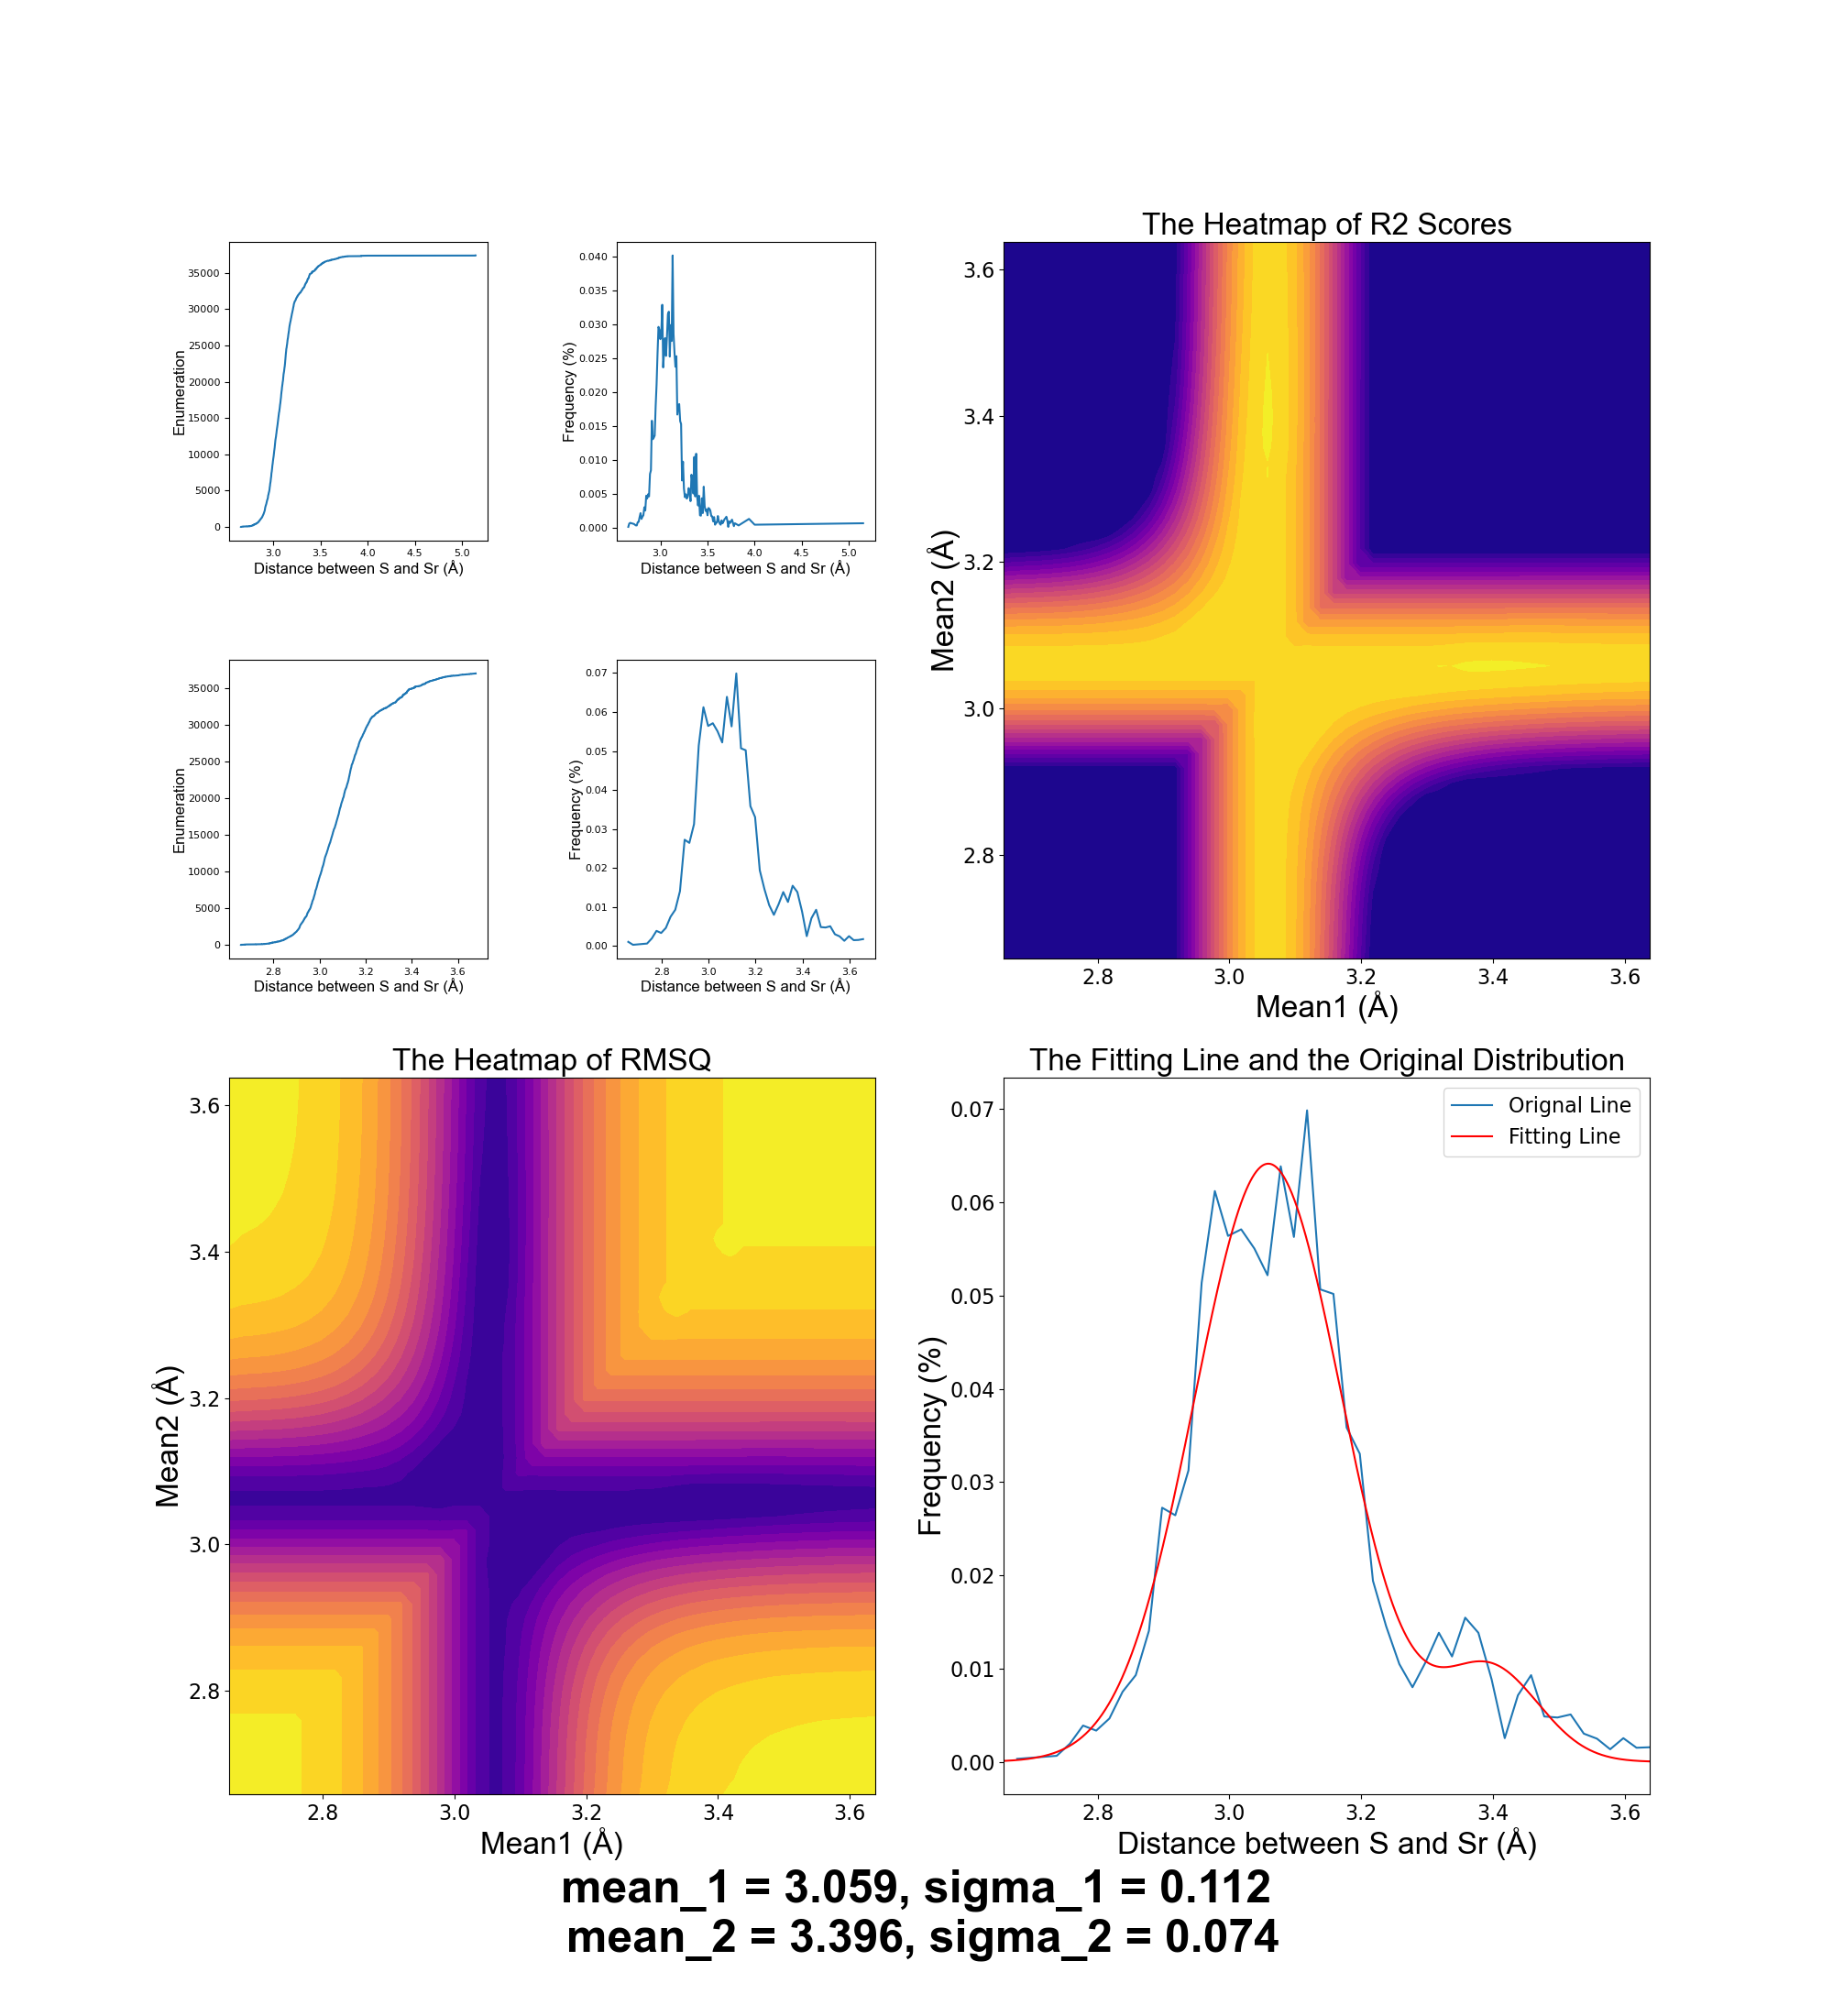 Enumeration
35000
30000
25000
20000
15000
10000
5000
0
3.0 3.5 4.0 4.5 5.0
Distance between S and Sr (Å)
Frequency (%)
0.040
0.035
0.030
0.025
0.020
0.015
0.010
0.005
0.000
3.0 3.5 4.0 4.5 5.0
Distance between S and Sr (Å)
The Heatmap of R2 Scores
Mean2 (Å)
3.6
3.4
3.2
3.0
2.8
2.8 3.0 3.2 3.4 3.6
Mean1 (Å)
Enumeration
35000
30000
25000
20000
15000
10000
5000
0
2.8 3.0 3.2 3.4 3.6
Distance between S and Sr (Å)
Frequency (%)
0.07
0.06
0.05
0.04
0.03
0.02
0.01
0.00
2.8 3.0 3.2 3.4 3.6
Distance between S and Sr (Å)
The Heatmap of RMSQ
Mean2 (Å)
3.6
3.4
3.2
3.0
2.8
2.8 3.0 3.2 3.4 3.6
Mean1 (Å)
The Fitting Line and the Original Distribution
Orignal Line
Fitting Line
Frequency (%)
0.07
0.06
0.05
0.04
0.03
0.02
0.01
0.00
2.8 3.0 3.2 3.4 3.6
Distance between S and Sr (Å)
mean_1 = 3.059, sigma_1 = 0.112
mean_2 = 3.396, sigma_2 = 0.074